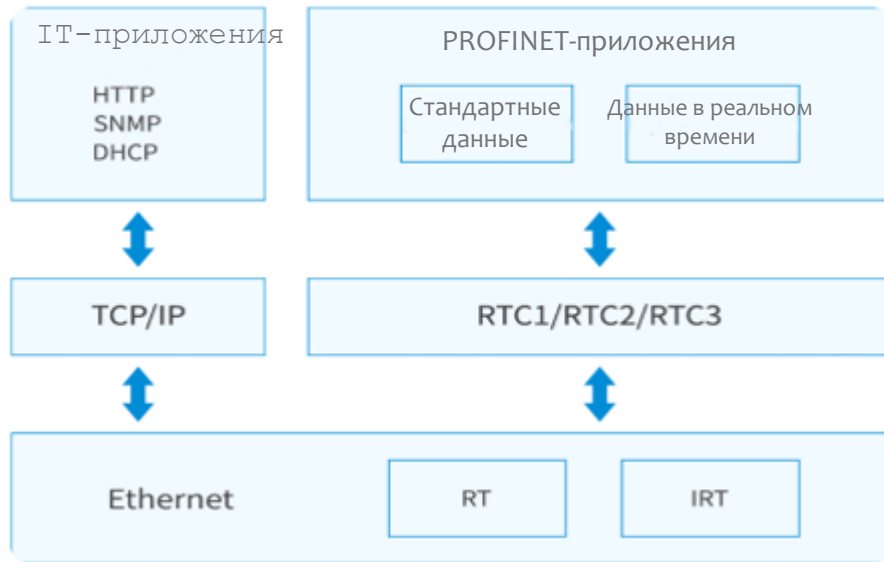 IT-приложения
HTTP
SNMP
DHCP
PROFINET-приложения
Стандартные
данные
Данные в реальном
времени
TCP/IP
RTC1/RTC2/RTC3
Ethernet
RT
IRT